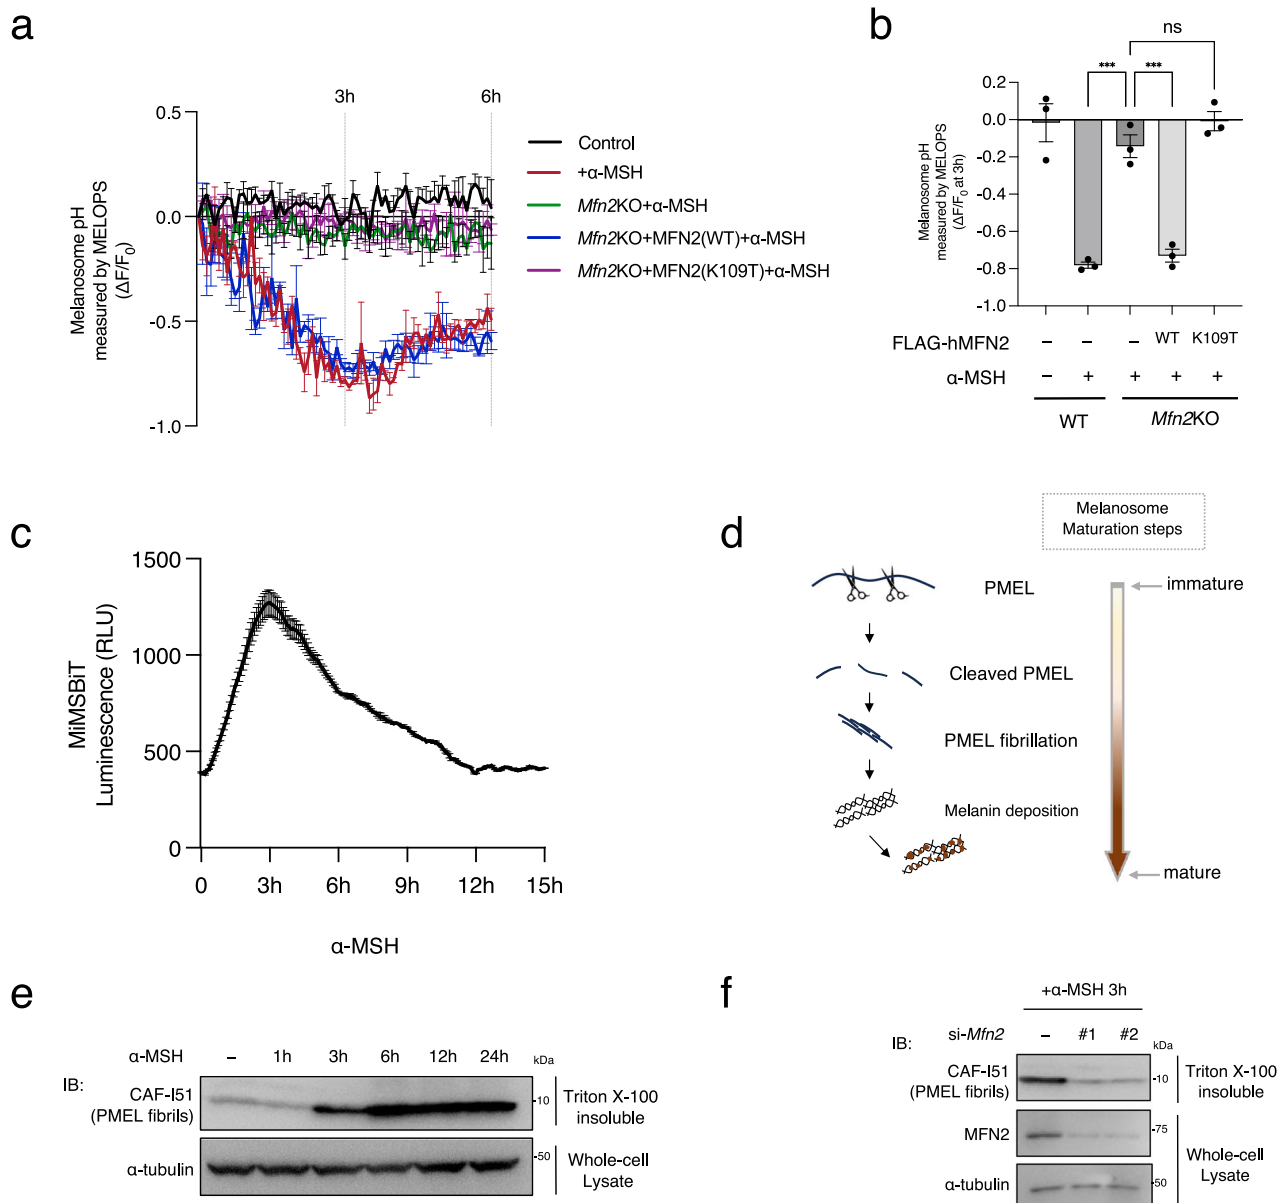 a
3h
6h
0.5
0.0
-0.5
-1.0
Melanosome pH
measured by MELOPS
(ΔF/F0)
Control
+α-MSH
Mfn2KO+α-MSH
Mfn2KO+MFN2(WT)+α-MSH
Mfn2KO+MFN2(K109T)+α-MSH
b
ns
*** ***
0.2
0.0
-0.2
-0.4
-0.6
-0.8
-1.0
Melanosome pH
measured by MELOPS
(ΔF/F0 at 3h)
FLAG-hMFN2 – – – WT K109T
α-MSH – + + + +
WT Mfn2KO
c
1500
1000
500
0
MiMSBiT
Luminescence (RLU)
0 3h 6h 9h 12h 15h
α-MSH
d
Melanosome
Maturation steps
PMEL
immature
Cleaved PMEL
PMEL fibrillation
Melanin deposition
mature
e
α-MSH – 1h 3h 6h 12h 24h kDa
IB:
CAF-I51
(PMEL fibrils)
-10
Triton X-100
insoluble
α-tubulin
-50
Whole-cell
Lysate
f
+α-MSH 3h
si-Mfn2 – #1 #2
IB:
kDa
CAF-I51
(PMEL fibrils)
-10
Triton X-100
insoluble
MFN2
-75
Whole-cell
Lysate
α-tubulin
-50